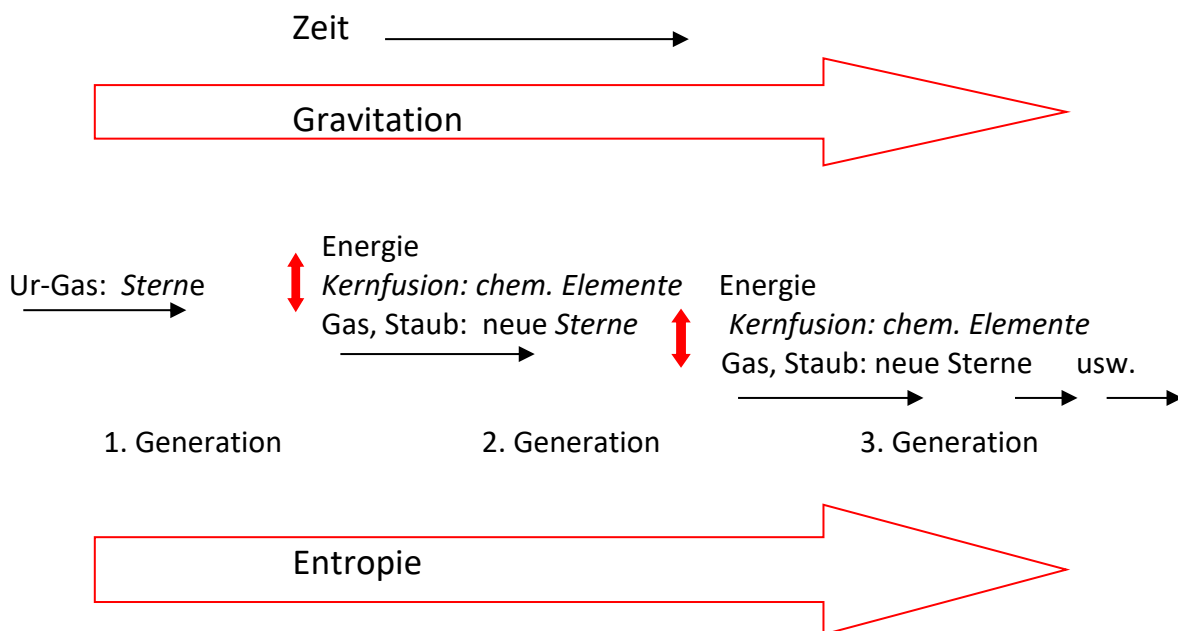 Zeit
Gravitation
Energie
Ur-Gas: Sterne
Kernfusion: chem. Elemente
Energie
Gas, Staub: neue Sterne
Kernfusion: chem. Elemente
Gas, Staub: neue Sterne usw.
1. Generation
2. Generation
3. Generation
Entropie